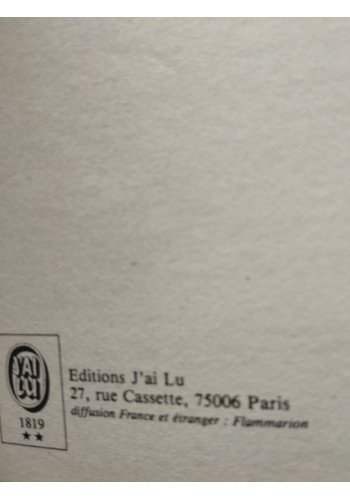 J'AI
LU
1819
★★
Editions J'ai Lu
27, rue Cassette, 75006 Paris
diffusion France et étranger : Flammarion